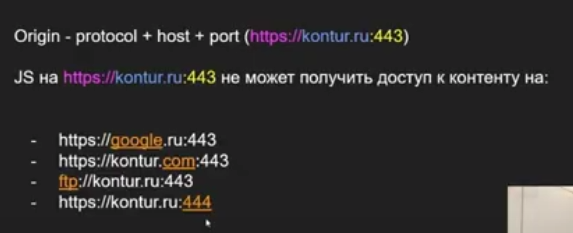 Origin - protocol + host + port (https://kontur.ru:443)
JS на https://kontur.ru:443 не может получить доступ к контенту на:
- https://google.ru:443
- https://kontur.com:443
- ftp://kontur.ru:443
- https://kontur.ru:444